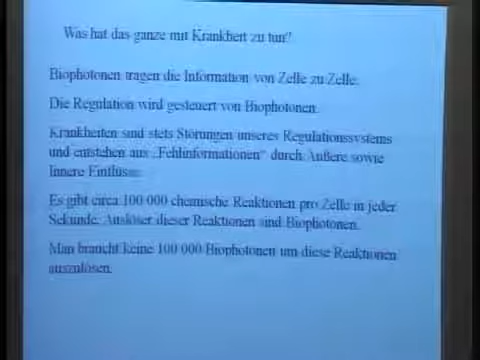 Was hat das ganze mit Krankheit zu tun?
Biophotonen tragen die Information von Zelle zu Zelle.
Die Regulation wird gesteuert von Biophotonen.
Krankheiten sind stets Störungen unseres Regulationssystems
und entstehen aus „Fehlinformationen“ durch Äußere sowie
Innere Einflüsse.
Es gibt circa 100 000 chemische Reaktionen pro Zelle in jeder
Sekunde. Auslöser dieser Reaktionen sind Biophotonen.
Man braucht keine 100 000 Biophotonen um diese Reaktionen
auszulösen.